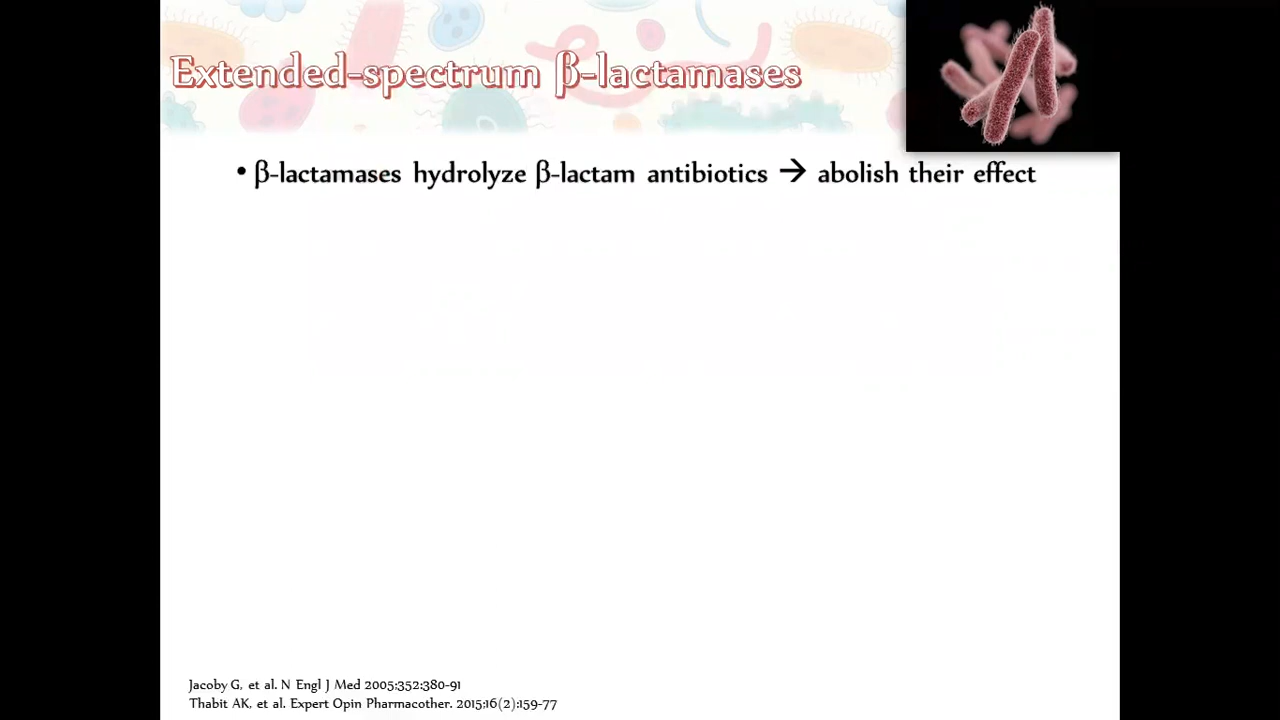 Extended-spectrum β-lactamases
• β-lactamases hydrolyze β-lactam antibiotics → abolish their effect
Jacoby G, et al. N Engl J Med 2005;352:380-91
Thabit AK, et al. Expert Opin Pharmacother. 2015;16(2):159-77